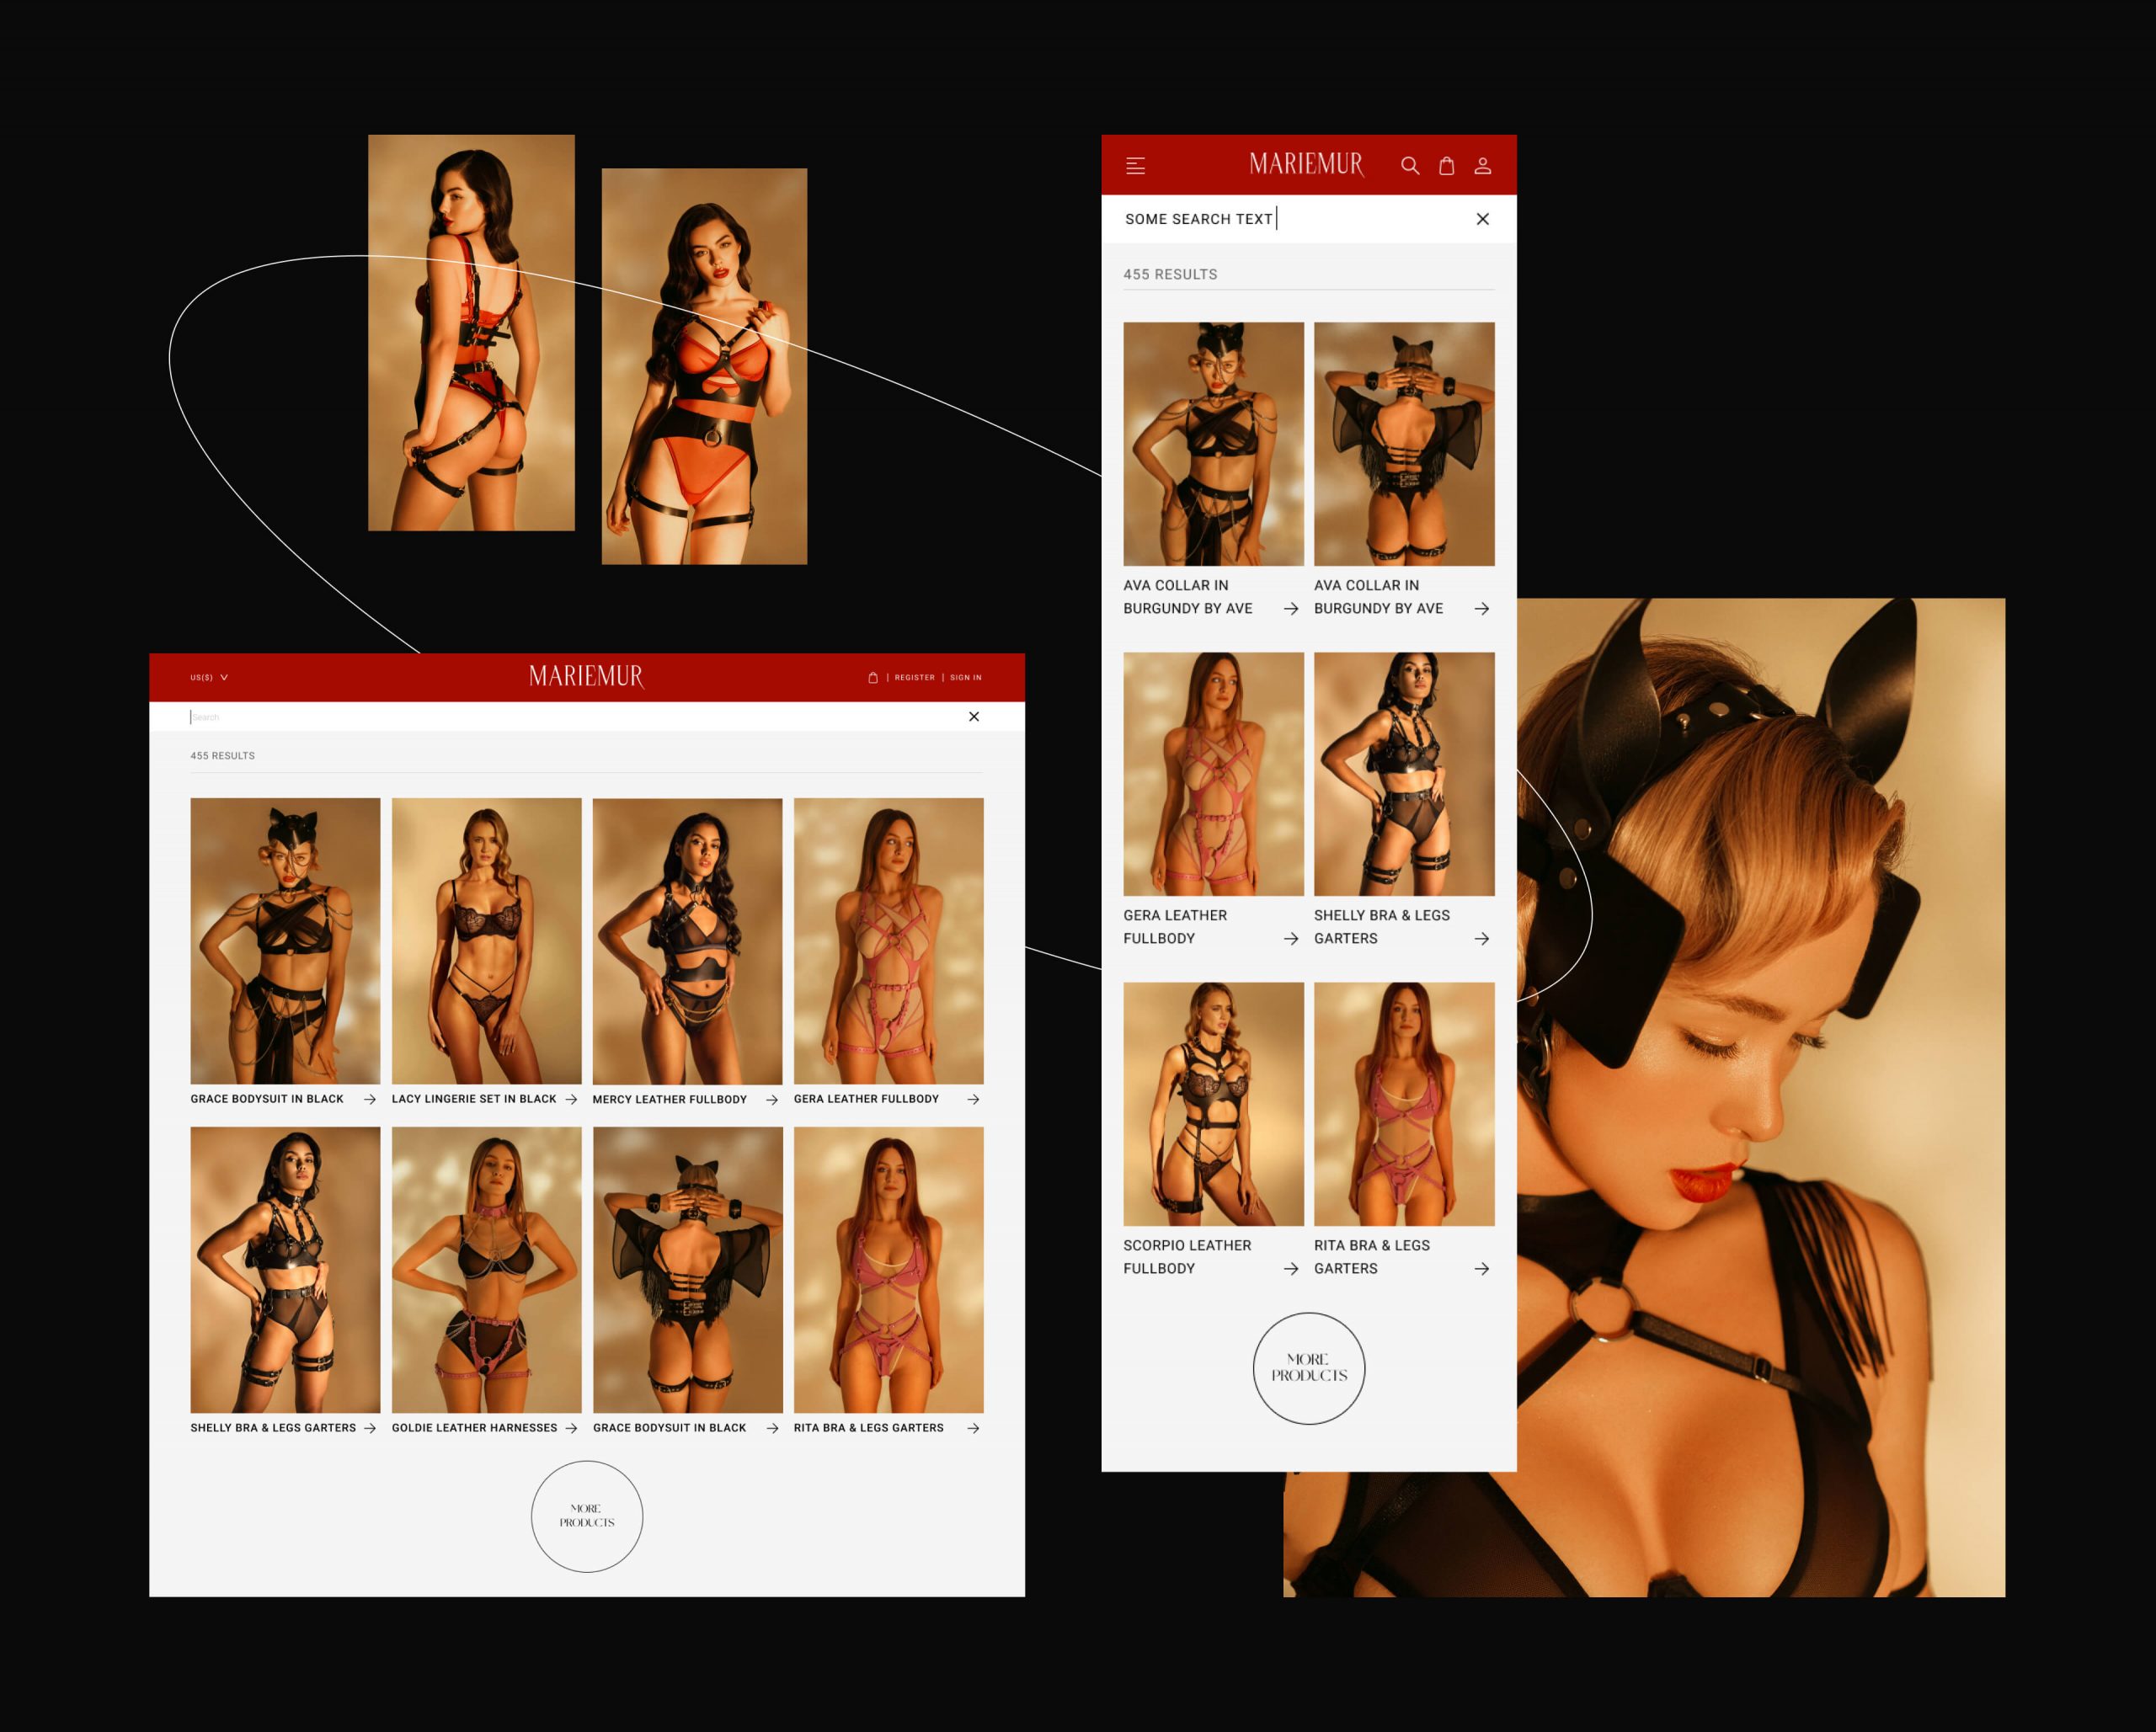 MARIEMUR
SOME SEARCH TEXT
455 RESULTS
AVA COLLAR IN
BURGUNDY BY AVE
AVA COLLAR IN
BURGUNDY BY AVE
GERA LEATHER
FULLBODY
SHELLY BRA & LEGS
GARTERS
SCORPIO LEATHER
FULLBODY
RITA BRA & LEGS
GARTERS
MORE
PRODUCTS
US($)
MARIEMUR
| REGISTER | SIGN IN
Search
455 RESULTS
GRACE BODYSUIT IN BLACK
LACY LINGERIE SET IN BLACK
MERCY LEATHER FULLBODY
GERA LEATHER FULLBODY
SHELLY BRA & LEGS GARTERS
GOLDIE LEATHER HARNESSES
GRACE BODYSUIT IN BLACK
RITA BRA & LEGS GARTERS
MORE
PRODUCTS